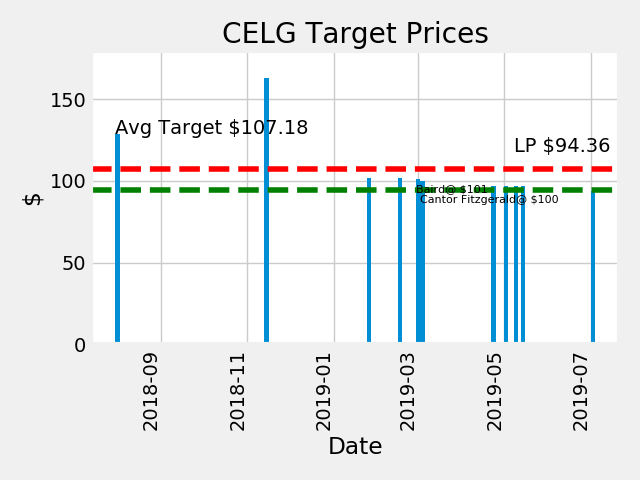 CELG Target Prices
Avg Target $107.18
LP $94.36
Baird@ $101
Cantor Fitzgerald@ $100
$
150
100
50
0
2018-09
2018-11
2019-01
2019-03
2019-05
2019-07
Date